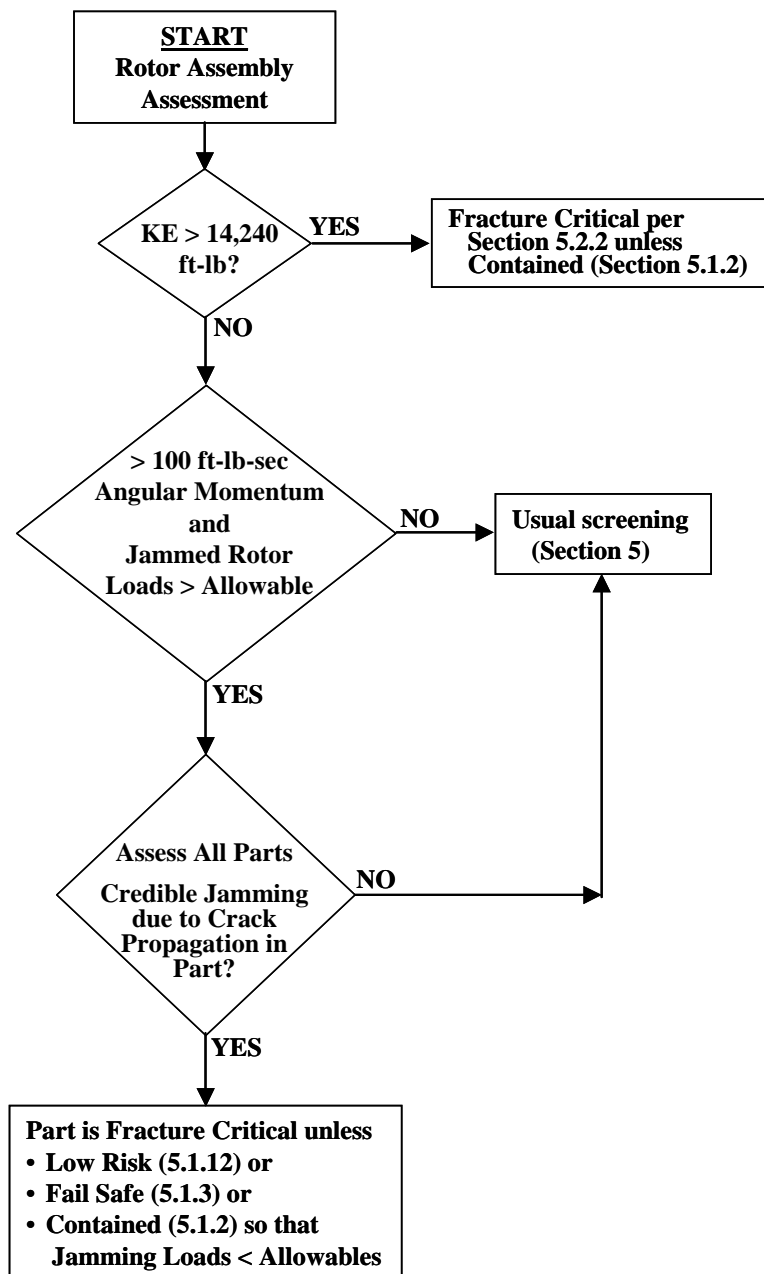 START
Rotor Assembly
Assessment
KE > 14,240
ft-lb?
YES
Fracture Critical per
Section 5.2.2 unless
Contained (Section 5.1.2)
NO
> 100 ft-lb-sec
Angular Momentum
and
Jammed Rotor
Loads > Allowable
NO
Usual screening
(Section 5)
YES
Assess All Parts
Credible Jamming
due to Crack
Propagation in
Part?
NO
YES
Part is Fracture Critical unless
• Low Risk (5.1.12) or
• Fail Safe (5.1.3) or
• Contained (5.1.2) so that
Jamming Loads < Allowables